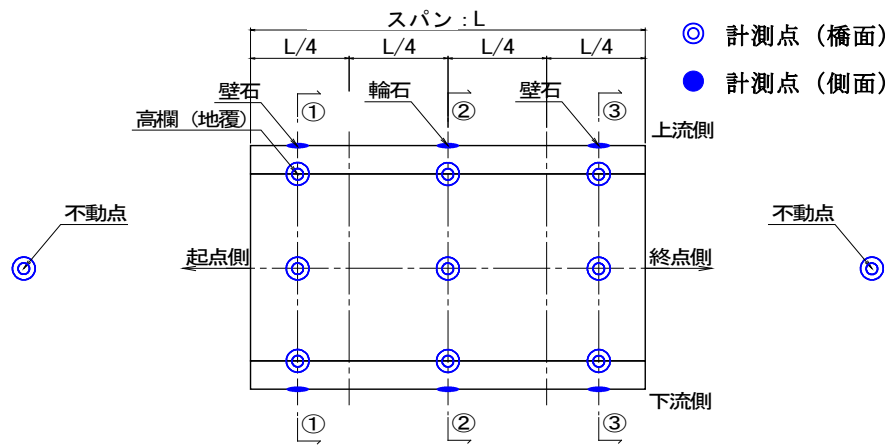 スパン:L
L/4 L/4 L/4 L/4
計測点（橋面）
計測点（側面）
壁石 ① 輪石 ② 壁石 ③
高欄（地覆）
上流側
不動点 不動点
起点側 終点側
下流側
① ② ③